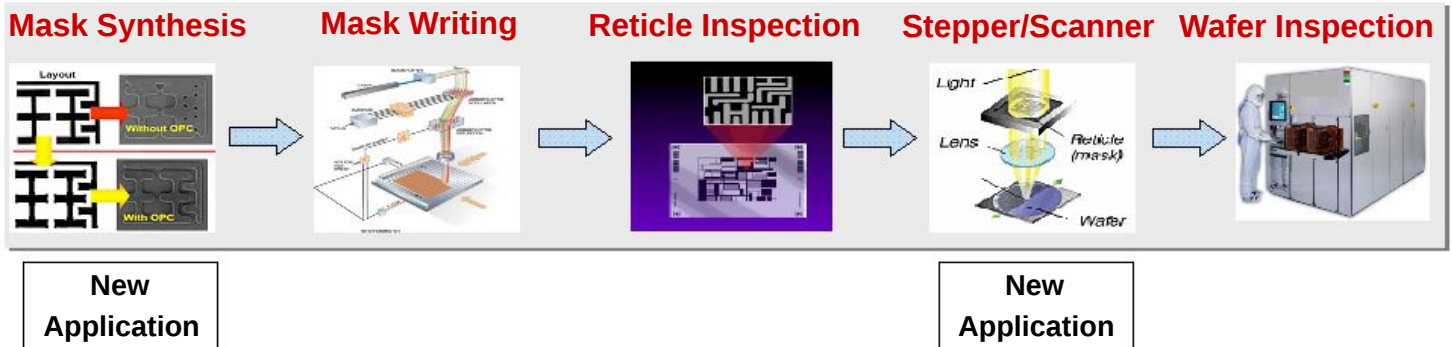 Mask Synthesis
Mask Writing
Reticle Inspection
Stepper/Scanner
Wafer Inspection
Layout
Without OPC
With OPC
Light
Lens
Reticle
(mask)
Wafer
New
Application
New
Application